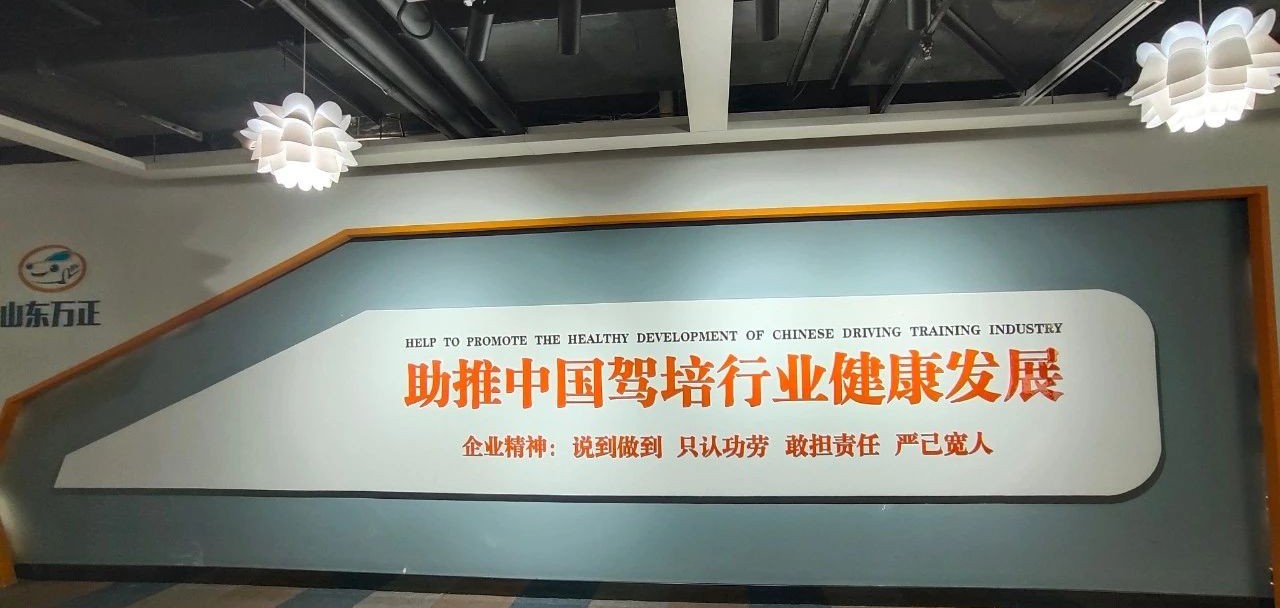 山东万正
HELP TO PROMOTE THE HEALTHY DEVELOPMENT OF CHINESE DRIVING TRAINING INDUSTRY
助推中国驾培行业健康发展
企业精神：说到做到 只认功劳 敢担责任 严己宽人